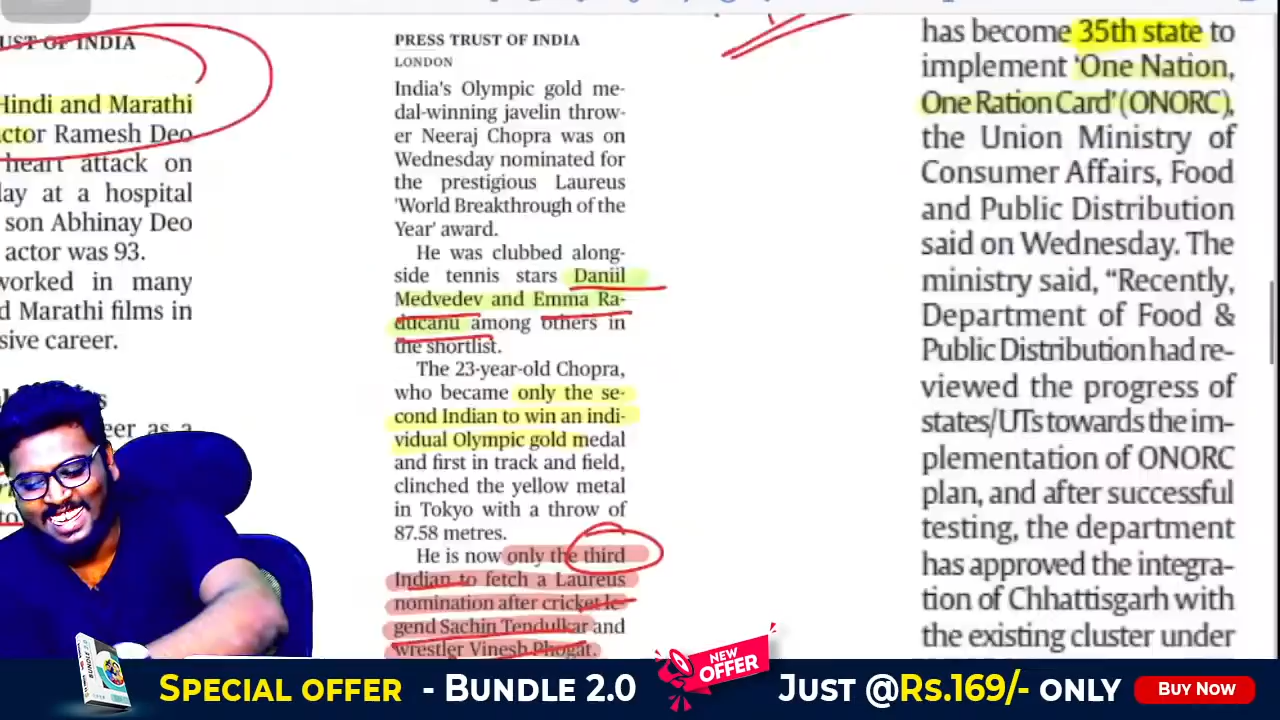 UST OF INDIA
Hindi and Marathi
actor Ramesh Deo
heart attack on
lay at a hospital
son Abhinay Deo
actor was 93.
worked in many
d Marathi films in
sive career.
eer as a
PRESS TRUST OF INDIA
LONDON
India's Olympic gold me-
dal-winning javelin throw-
er Neeraj Chopra was on
Wednesday nominated for
the prestigious Laureus
'World Breakthrough of the
Year' award.
He was clubbed along-
side tennis stars Daniil
Medvedev and Emma Ra-
ducanu among others in
the shortlist.
The 23-year-old Chopra,
who became only the se-
cond Indian to win an indi-
vidual Olympic gold medal
and first in track and field,
clinched the yellow metal
in Tokyo with a throw of
87.58 metres.
He is now only the third
Indian to fetch a Laureus
nomination after cricket le-
gend Sachin Tendulkar and
wrestler Vinesh Phogat.
has become 35th state to
implement 'One Nation,
One Ration Card' (ONORC),
the Union Ministry of
Consumer Affairs, Food
and Public Distribution
said on Wednesday. The
ministry said, “Recently,
Department of Food &
Public Distribution had re-
viewed the progress of
states/UTs towards the im-
plementation of ONORC
plan, and after successful
testing, the department
has approved the integra-
tion of Chhattisgarh with
the existing cluster under
BUNDLE 2.0
SPECIAL OFFER - BUNDLE 2.0
NEW
OFFER
JUST @Rs.169/- ONLY
Buy Now